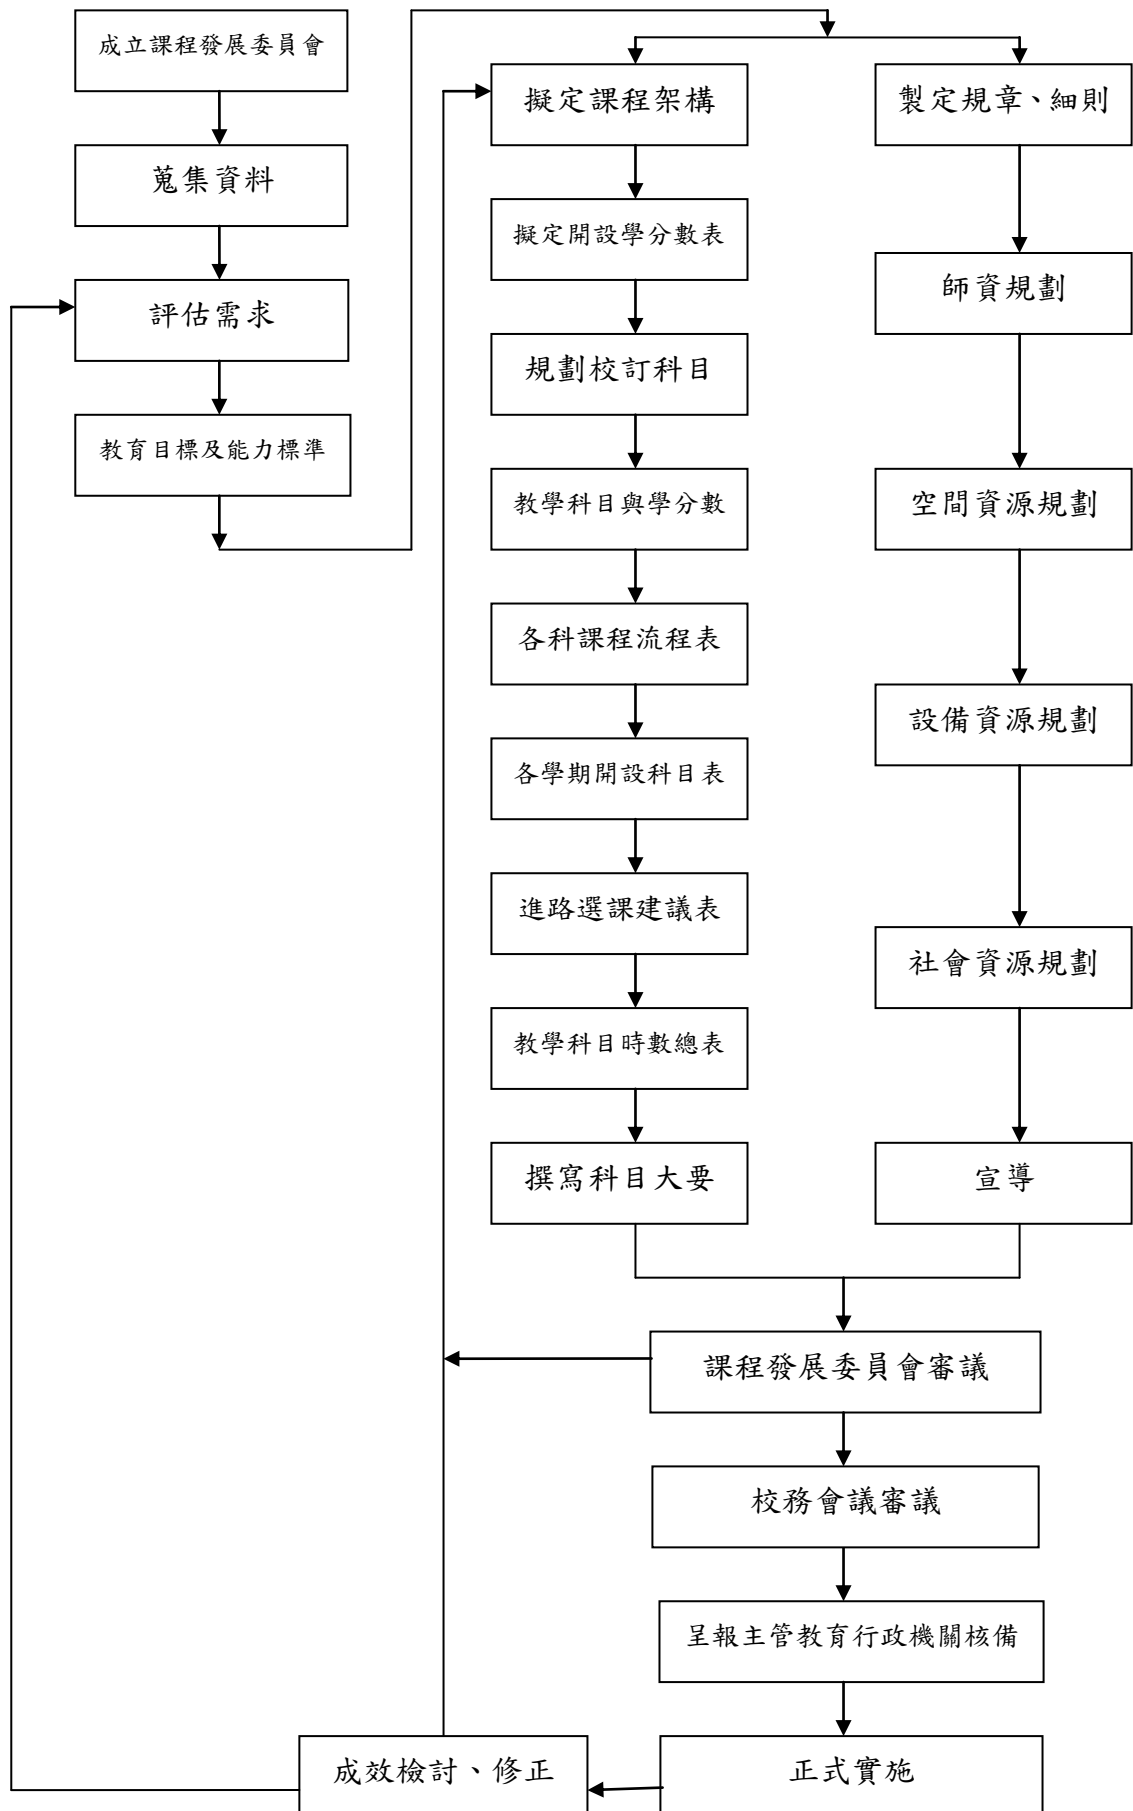 成立課程發展委員會
蒐集資料
評估需求
教育目標及能力標準
擬定課程架構
擬定開設學分數表
規劃校訂科目
教學科目與學分數
各科課程流程表
各學期開設科目表
進路選課建議表
教學科目時數總表
撰寫科目大要
製定規章、細則
師資規劃
空間資源規劃
設備資源規劃
社會資源規劃
宣導
課程發展委員會審議
校務會議審議
呈報主管教育行政機關核備
正式實施
成效檢討、修正